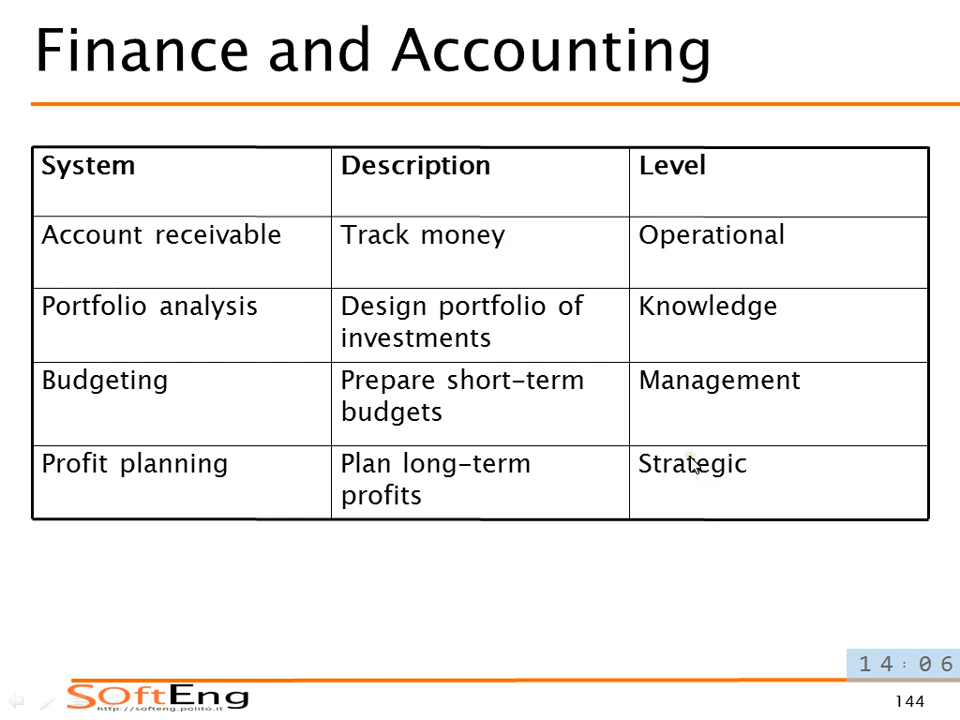 Finance and Accounting
System Description Level
Account receivable Track money Operational
Portfolio analysis Design portfolio of Knowledge
investments
Budgeting Prepare short-term Management
budgets
Profit planning Plan long-term Strategic
profits
14:06
SoftEng
http://softeng.polito.it
144